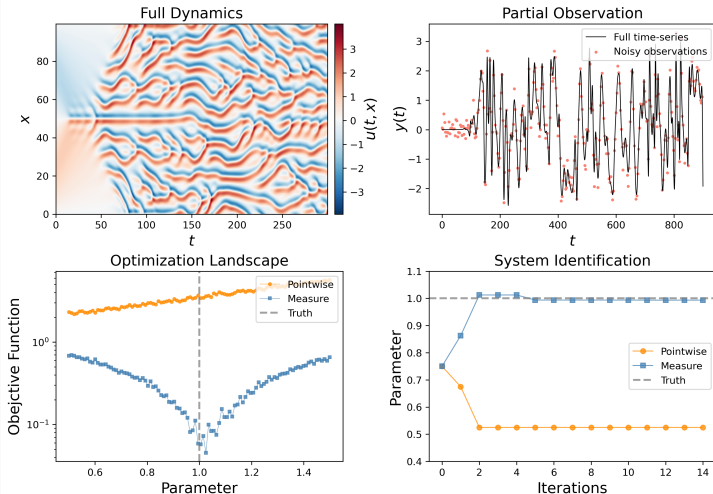 Full Dynamics
x
80
60
40
20
0
0 50 100 150 200 250
t
3
2
1
0
−1
−2
−3
u(t, x)
Partial Observation
y(t)
3
2
1
0
−1
−2
0 200 400 600 800
t
Full time-series
Noisy observations
Optimization Landscape
Obejctive Function
10⁰
10⁻¹
0.6 0.8 1.0 1.2 1.4
Parameter
Pointwise
Measure
Truth
System Identification
Parameter
1.1
1.0
0.9
0.8
0.7
0.6
0.5
0.4
0 2 4 6 8 10 12 14
Iterations
Pointwise
Measure
Truth